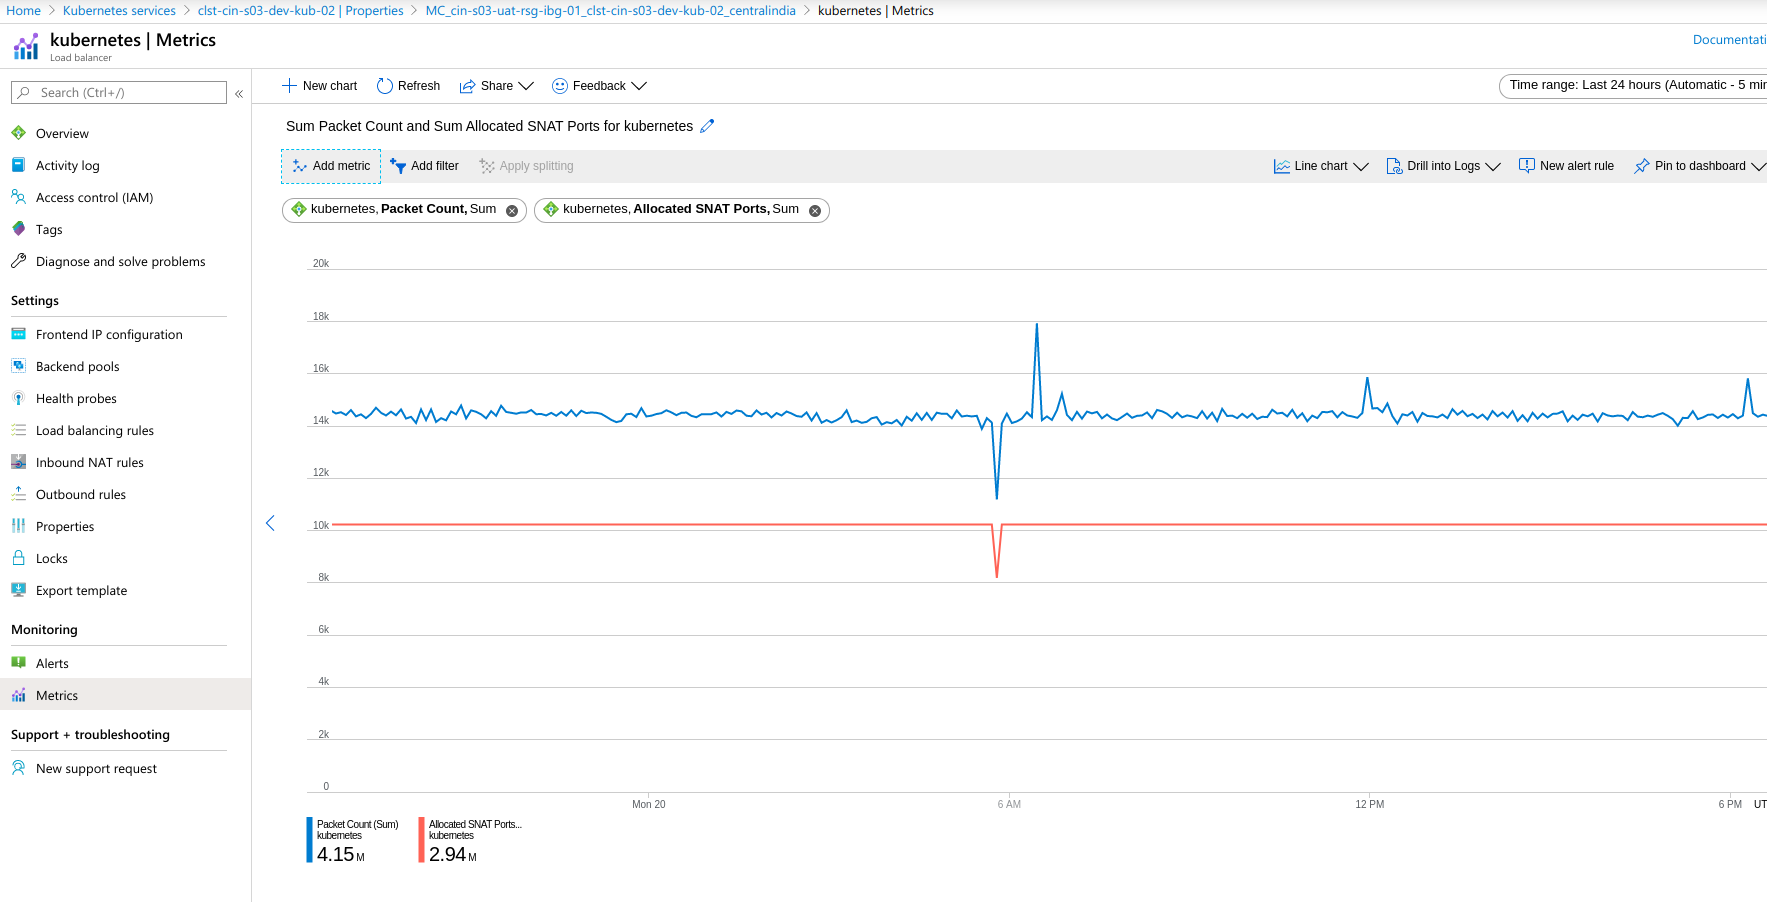 Home > Kubernetes services > clst-cin-s03-dev-kub-02 | Properties > MC_cin-s03-uat-rsg-ibg-01_clst-cin-s03-dev-kub-02_centralindia > kubernetes | Metrics
kubernetes | Metrics
Load balancer
Documentati
Search (Ctrl+/)
«
Overview
Activity log
Access control (IAM)
Tags
Diagnose and solve problems
Settings
Frontend IP configuration
Backend pools
Health probes
Load balancing rules
Inbound NAT rules
Outbound rules
Properties
Locks
Export template
Monitoring
Alerts
Metrics
Support + troubleshooting
New support request
New chart Refresh Share Feedback
Time range: Last 24 hours (Automatic - 5 min
Sum Packet Count and Sum Allocated SNAT Ports for kubernetes
Add metric Add filter Apply splitting
Line chart Drill into Logs New alert rule Pin to dashboard
kubernetes, Packet Count, Sum
kubernetes, Allocated SNAT Ports, Sum
20k
18k
16k
14k
12k
10k
8k
6k
4k
2k
0
Mon 20 6 AM 12 PM 6 PM UT
Packet Count (Sum)
kubernetes
4.15 M
Allocated SNAT Ports...
kubernetes
2.94 M